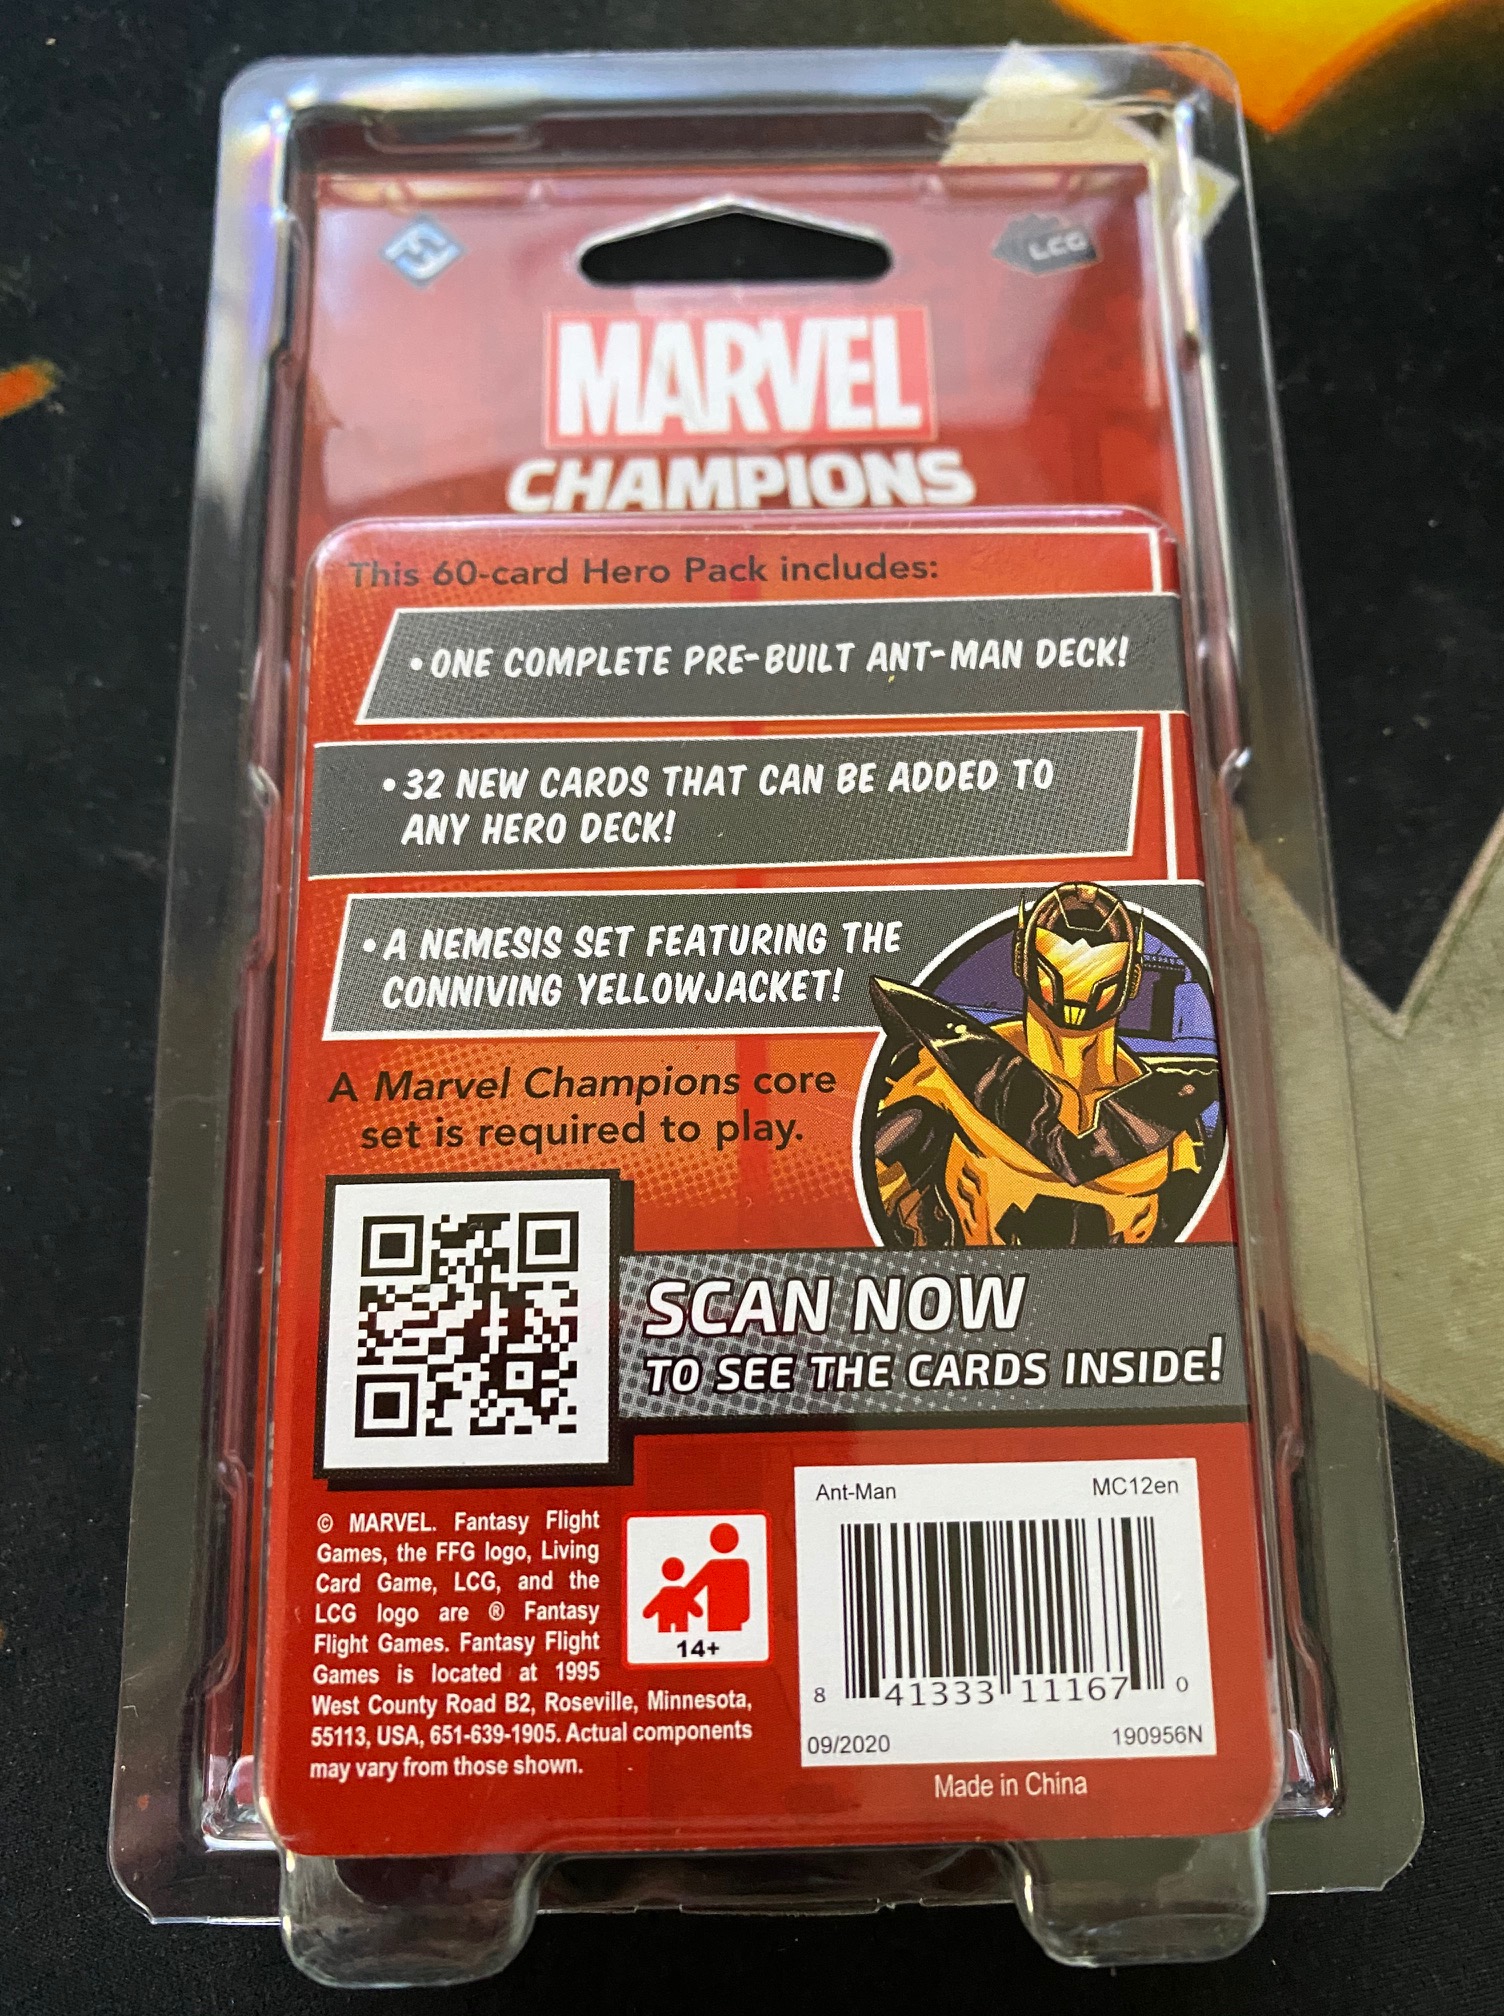 LCG
MARVEL
CHAMPIONS
This 60-card Hero Pack includes:
• ONE COMPLETE PRE-BUILT ANT-MAN DECK!
• 32 NEW CARDS THAT CAN BE ADDED TO
ANY HERO DECK!
• A NEMESIS SET FEATURING THE
CONNIVING YELLOWJACKET!
A Marvel Champions core
set is required to play.
SCAN NOW
TO SEE THE CARDS INSIDE!
© MARVEL. Fantasy Flight
Games, the FFG logo, Living
Card Game, LCG, and the
LCG logo are ® Fantasy
Flight Games. Fantasy Flight
Games is located at 1995
West County Road B2, Roseville, Minnesota,
55113, USA, 651-639-1905. Actual components
may vary from those shown.
14+
Ant-Man MC12en
8 41333 11167 0
09/2020 190956N
Made in China